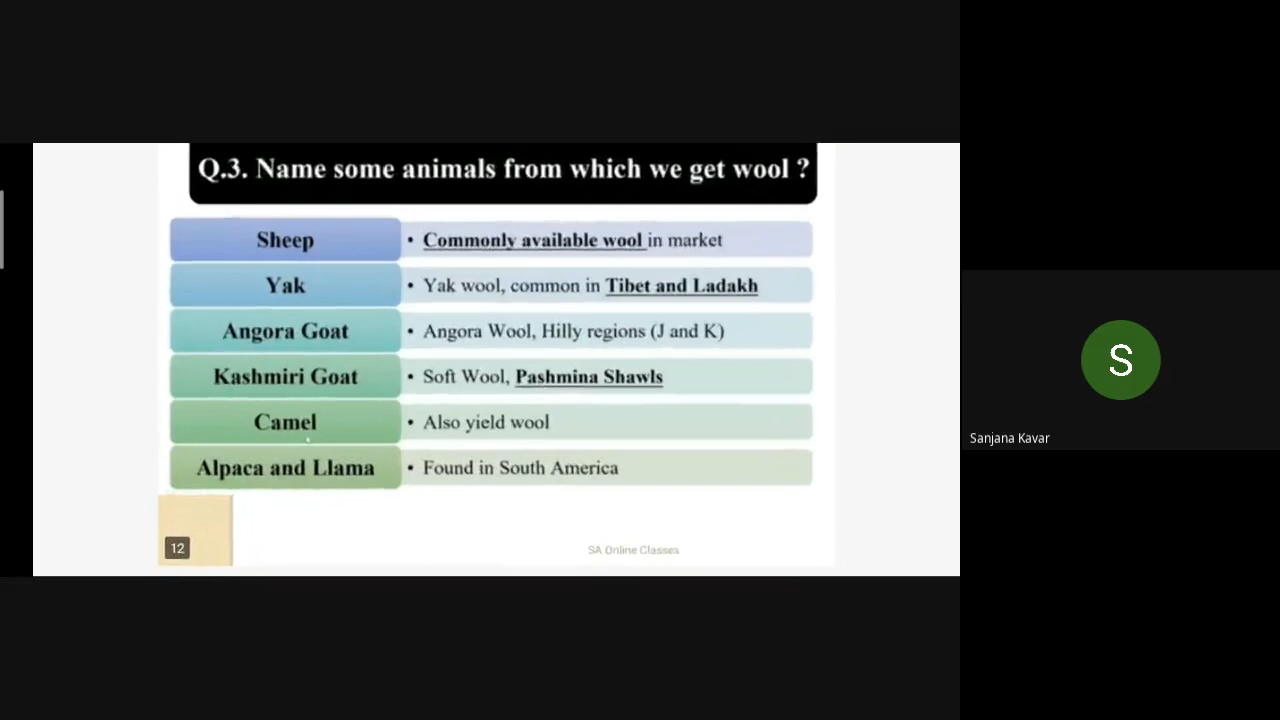 Q.3. Name some animals from which we get wool ?
Sheep
• Commonly available wool in market
Yak
• Yak wool, common in Tibet and Ladakh
Angora Goat
• Angora Wool, Hilly regions (J and K)
Kashmiri Goat
• Soft Wool, Pashmina Shawls
Camel
• Also yield wool
Alpaca and Llama
• Found in South America
12
SA Online Classes
S
Sanjana Kavar